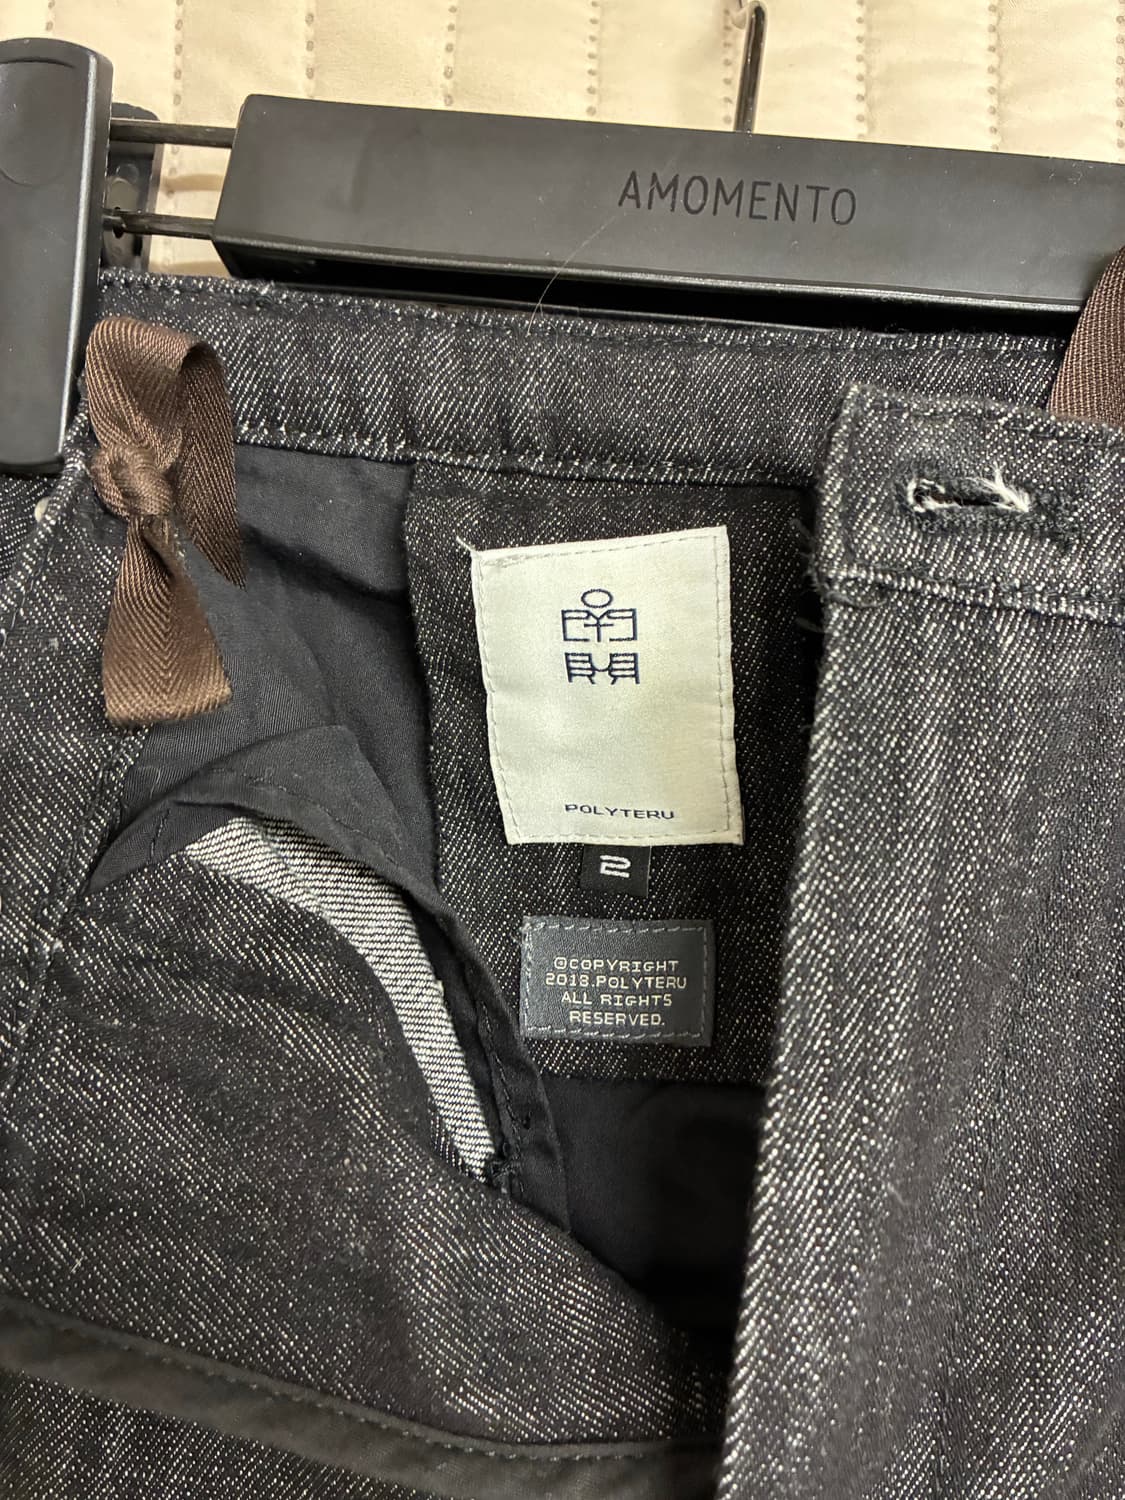 AMOMENTO
POLYTERU
2
©COPYRIGHT
2018.POLYTERU
ALL RIGHTS
RESERVED.